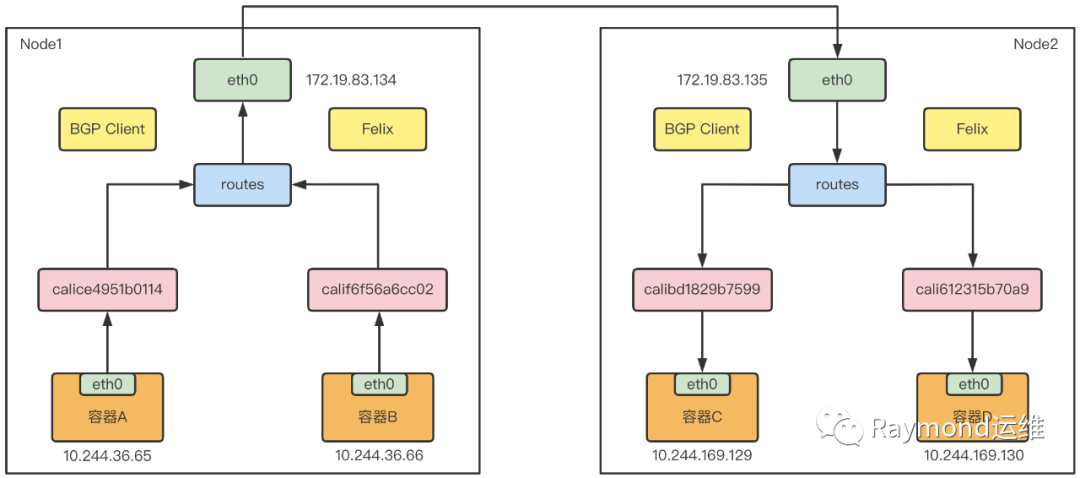 Node1
eth0
172.19.83.134
BGP Client
Felix
routes
calice4951b0114
calif6f56a6cc02
eth0
容器A
10.244.36.65
eth0
容器B
10.244.36.66
Node2
172.19.83.135
eth0
BGP Client
Felix
routes
calibd1829b7599
cali612315b70a9
eth0
容器C
10.244.169.129
eth0
容器D
10.244.169.130
Raymond运维